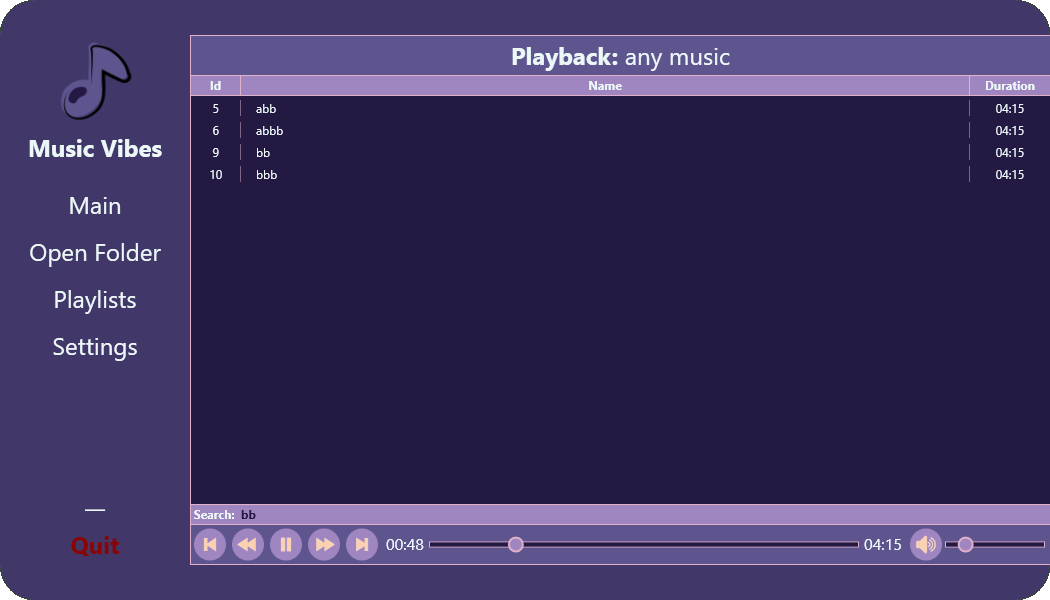 Music Vibes
Main
Open Folder
Playlists
Settings
Quit
Playback: any music
Id Name Duration
5 abb 04:15
6 abbb 04:15
9 bb 04:15
10 bbb 04:15
Search: bb
00:48 04:15